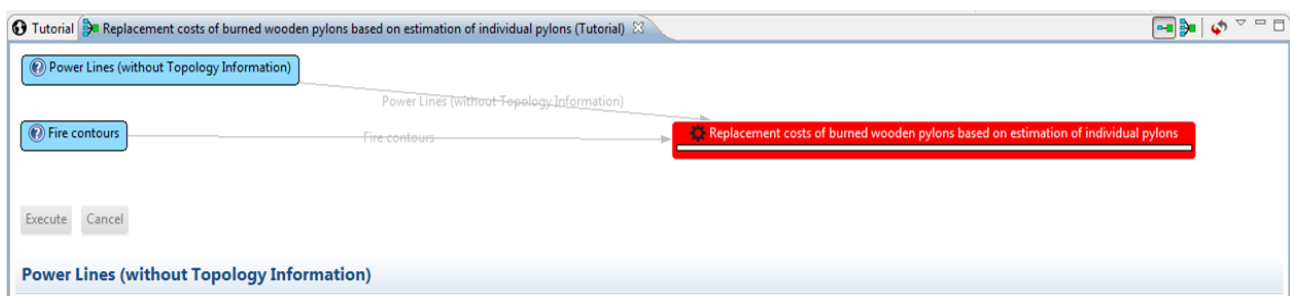 Tutorial Replacement costs of burned wooden pylons based on estimation of individual pylons (Tutorial)
Power Lines (without Topology Information)
Power Lines (without Topology Information)
Fire contours
Fire contours
Replacement costs of burned wooden pylons based on estimation of individual pylons
Execute Cancel
Power Lines (without Topology Information)